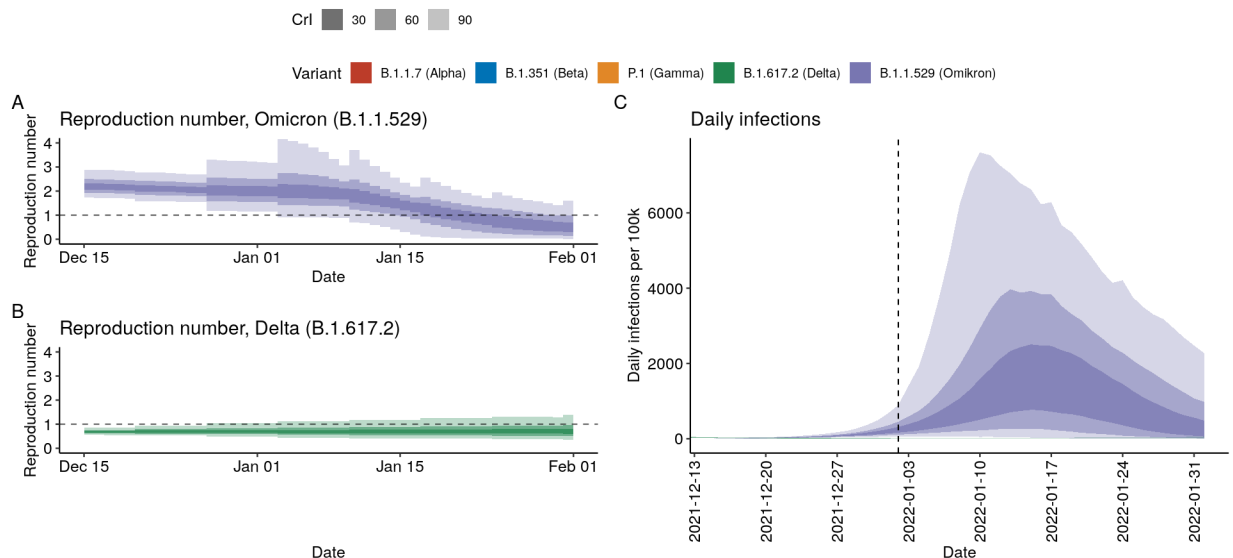 CrI 30 60 90
Variant B.1.1.7 (Alpha) B.1.351 (Beta) P.1 (Gamma) B.1.617.2 (Delta) B.1.1.529 (Omikron)
A
Reproduction number, Omicron (B.1.1.529)
Reproduction number
4
3
2
1
0
Dec 15 Jan 01 Jan 15 Feb 01
Date
B
Reproduction number, Delta (B.1.617.2)
Reproduction number
4
3
2
1
0
Dec 15 Jan 01 Jan 15 Feb 01
Date
C
Daily infections
Daily infections per 100k
6000
4000
2000
0
2021-12-13
2021-12-20
2021-12-27
2022-01-03
2022-01-10
2022-01-17
2022-01-24
2022-01-31
Date